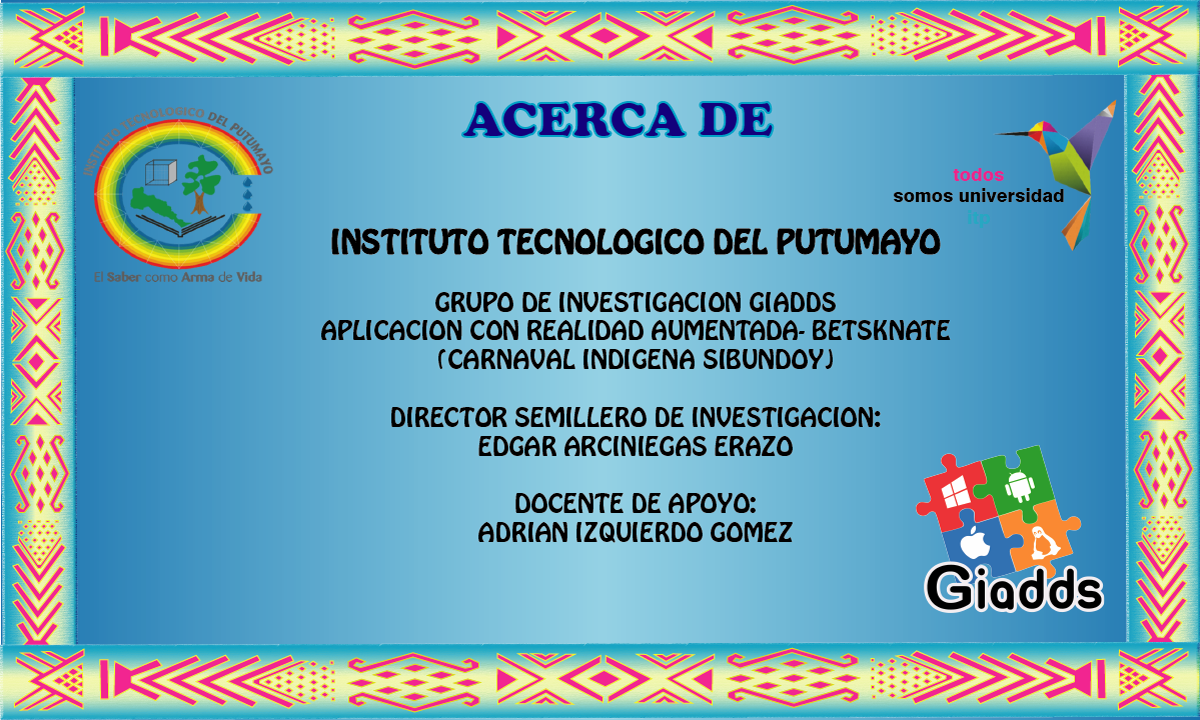 ACERCA DE
INSTITUTO TECNOLOGICO DEL PUTUMAYO
El Saber como Arma de Vida
todos
somos universidad
itp
INSTITUTO TECNOLOGICO DEL PUTUMAYO
GRUPO DE INVESTIGACION GIADDS
APLICACION CON REALIDAD AUMENTADA- BETSKNATE
(CARNAVAL INDIGENA SIBUNDOY)
DIRECTOR SEMILLERO DE INVESTIGACION:
EDGAR ARCINIEGAS ERAZO
DOCENTE DE APOYO:
ADRIAN IZQUIERDO GOMEZ
Giadds